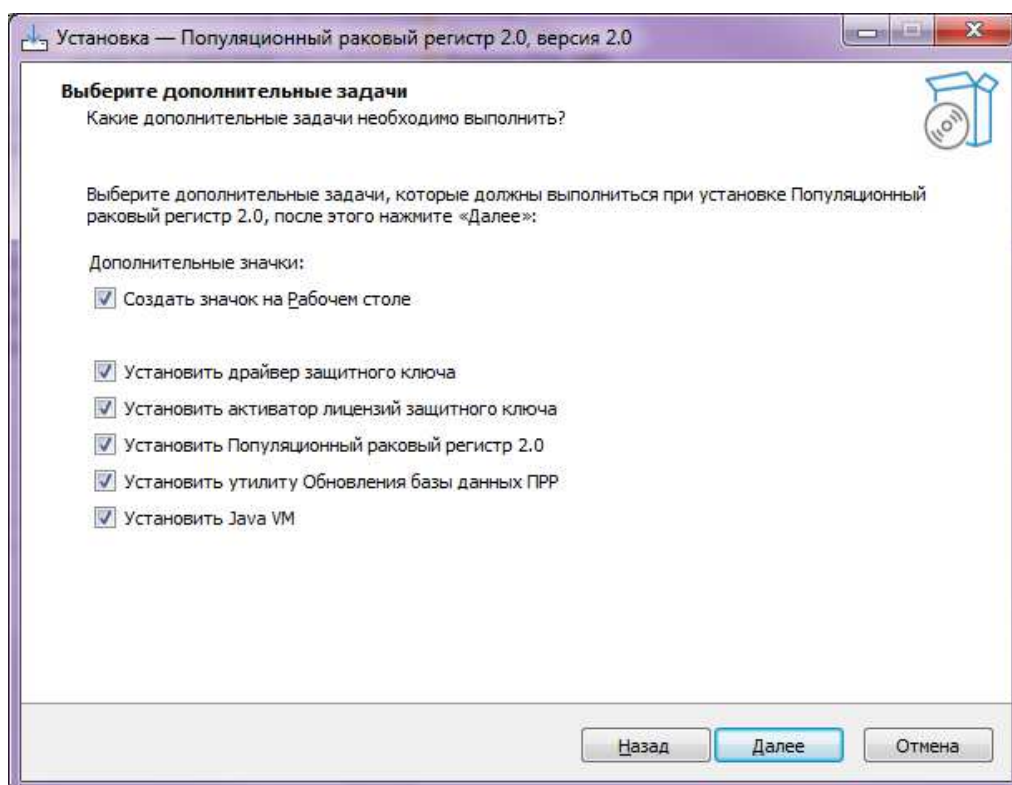 Установка — Популяционный раковый регистр 2.0, версия 2.0
Выберите дополнительные задачи
Какие дополнительные задачи необходимо выполнить?
Выберите дополнительные задачи, которые должны выполниться при установке Популяционный
раковый регистр 2.0, после этого нажмите «Далее»:
Дополнительные значки:
Создать значок на Рабочем столе
Установить драйвер защитного ключа
Установить активатор лицензий защитного ключа
Установить Популяционный раковый регистр 2.0
Установить утилиту Обновления базы данных ПРР
Установить Java VM
Назад
Далее
Отмена